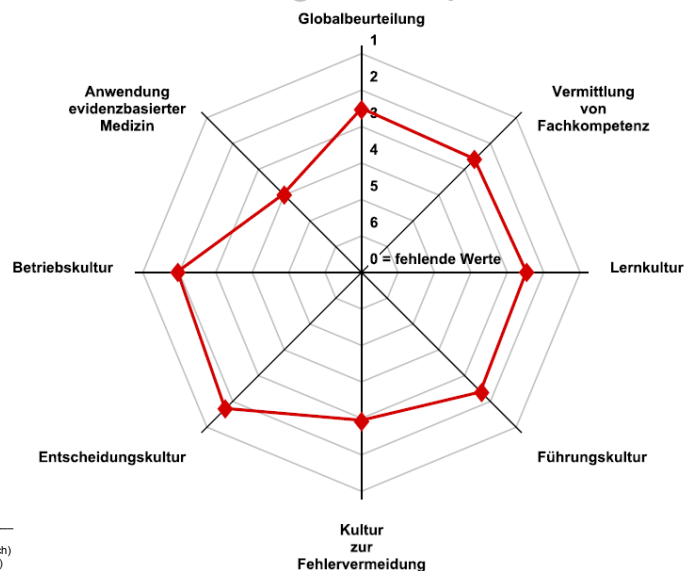 Globalbeurteilung
1
Anwendung
evidenzbasierter
Medizin
2
Vermittlung
von
Fachkompetenz
3
4
5
6
0 = fehlende Werte
Betriebskultur
Lernkultur
Entscheidungskultur
Führungskultur
Kultur
zur
Fehlervermeidung